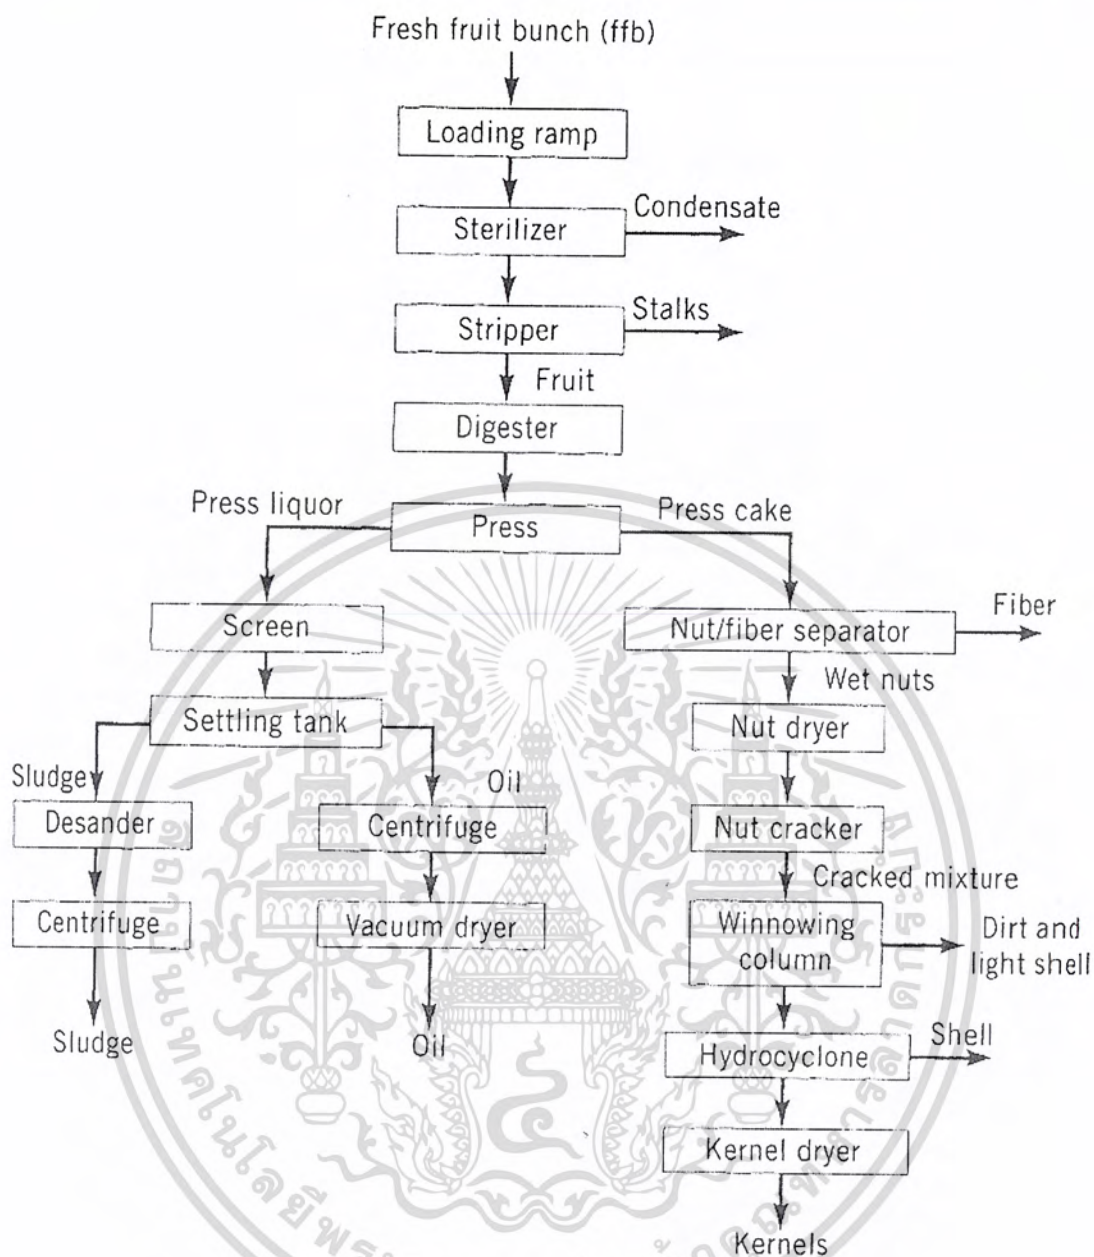 Fresh fruit bunch (ffb)
Loading ramp
Sterilizer
Condensate
Stripper
Stalks
Fruit
Digester
Press liquor
Press
Press cake
Screen
Nut/fiber separator
Fiber
Wet nuts
Settling tank
Nut dryer
Sludge
Oil
Desander
Centrifuge
Nut cracker
Cracked mixture
Centrifuge
Vacuum dryer
Winnowing
column
Dirt and
light shell
Sludge
Oil
Hydrocyclone
Shell
Kernel dryer
Kernels